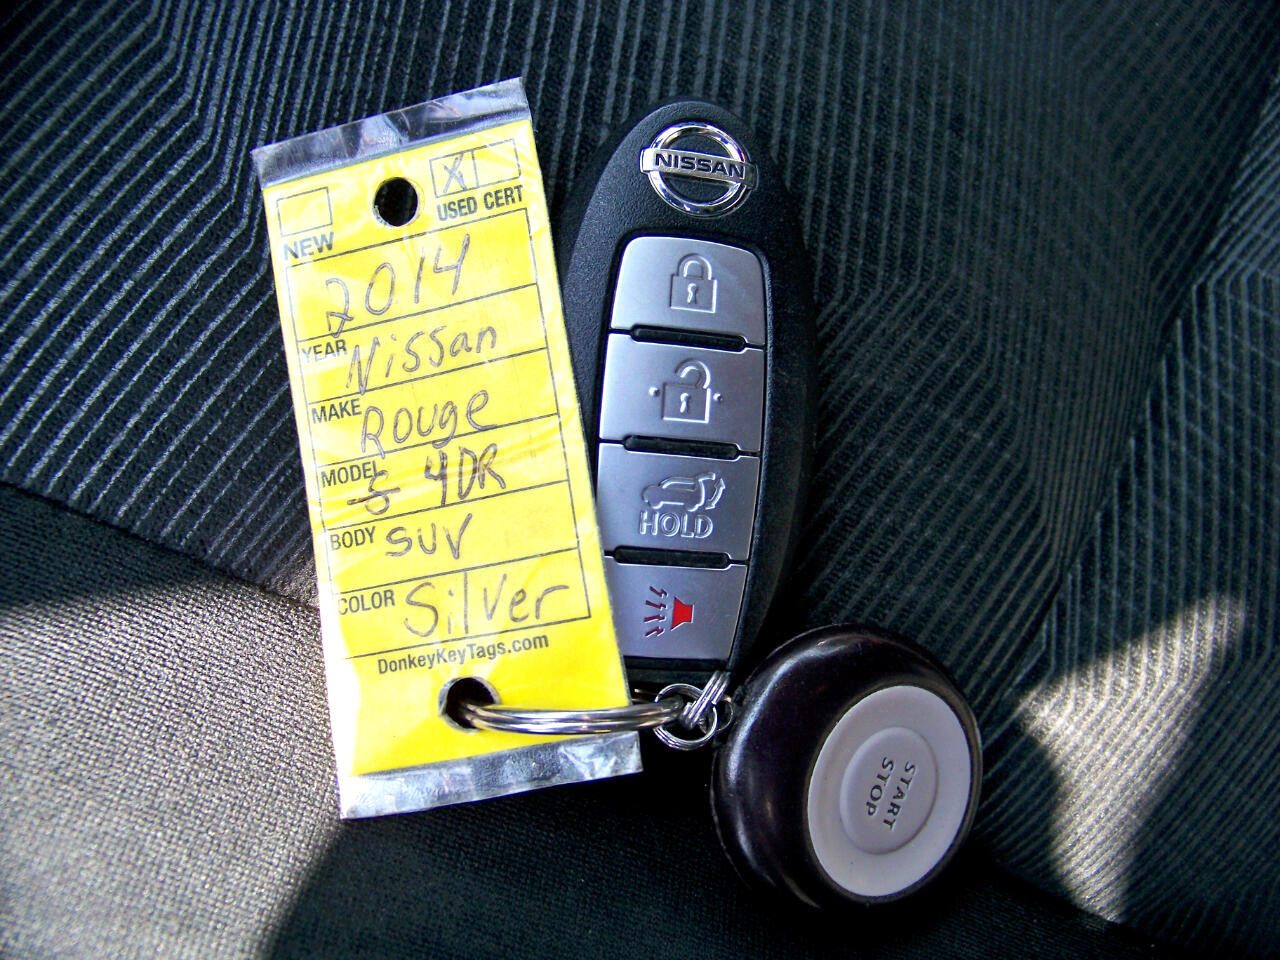 X
USED CERT
NEW
2014
YEAR
Nissan
MAKE
Rouge
MODEL
5 4DR
BODY SUV
COLOR Silver
DonkeyKeyTags.com
NISSAN
HOLD
START
STOP